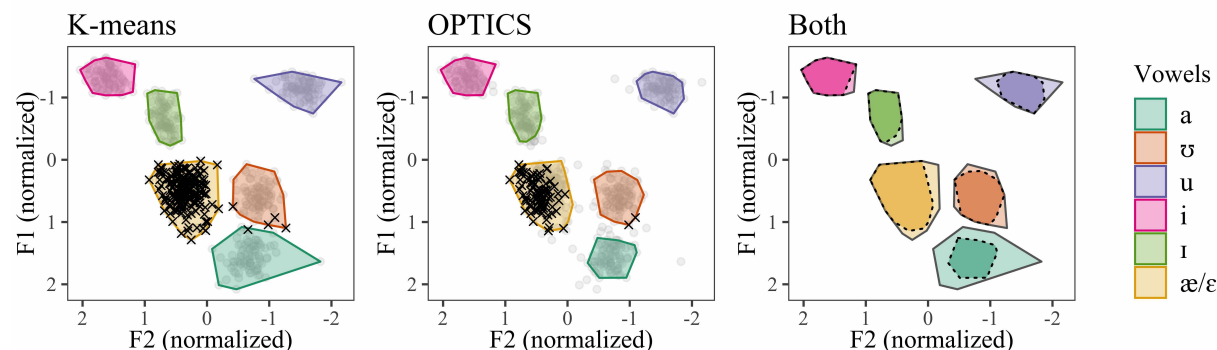 K-means
OPTICS
Both
F1 (normalized)
-1
0
1
2
2
1
0
-1
-2
F2 (normalized)
F1 (normalized)
-1
0
1
2
2
1
0
-1
-2
F2 (normalized)
F1 (normalized)
-1
0
1
2
2
1
0
-1
-2
F2 (normalized)
Vowels
a
ʊ
u
i
ɪ
æ/ɛ